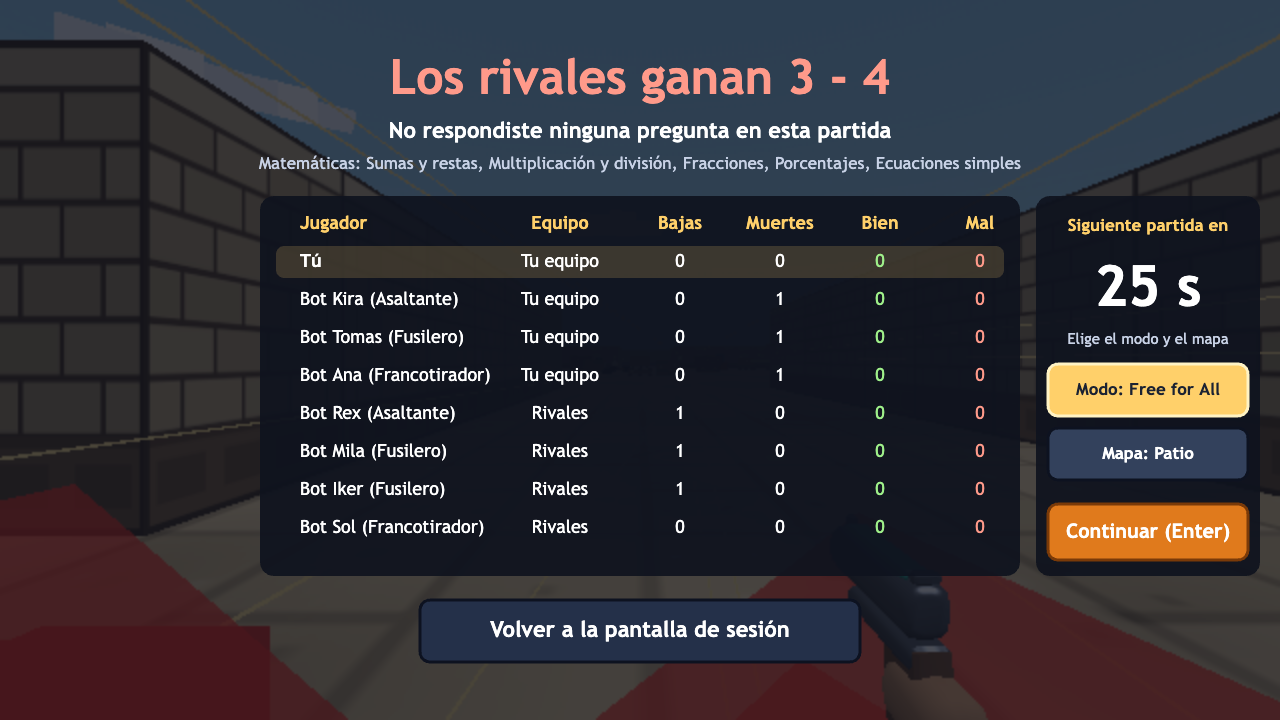 Los rivales ganan 3 - 4
No respondiste ninguna pregunta en esta partida
Matemáticas: Sumas y restas, Multiplicación y división, Fracciones, Porcentajes, Ecuaciones simples
Jugador Equipo Bajas Muertes Bien Mal
Tú Tu equipo 0 0 0 0
Bot Kira (Asaltante) Tu equipo 0 1 0 0
Bot Tomas (Fusilero) Tu equipo 0 1 0 0
Bot Ana (Francotirador) Tu equipo 0 1 0 0
Bot Rex (Asaltante) Rivales 1 0 0 0
Bot Mila (Fusilero) Rivales 1 0 0 0
Bot Iker (Fusilero) Rivales 1 0 0 0
Bot Sol (Francotirador) Rivales 0 0 0 0
Siguiente partida en
25 s
Elige el modo y el mapa
Modo: Free for All
Mapa: Patio
Continuar (Enter)
Volver a la pantalla de sesión